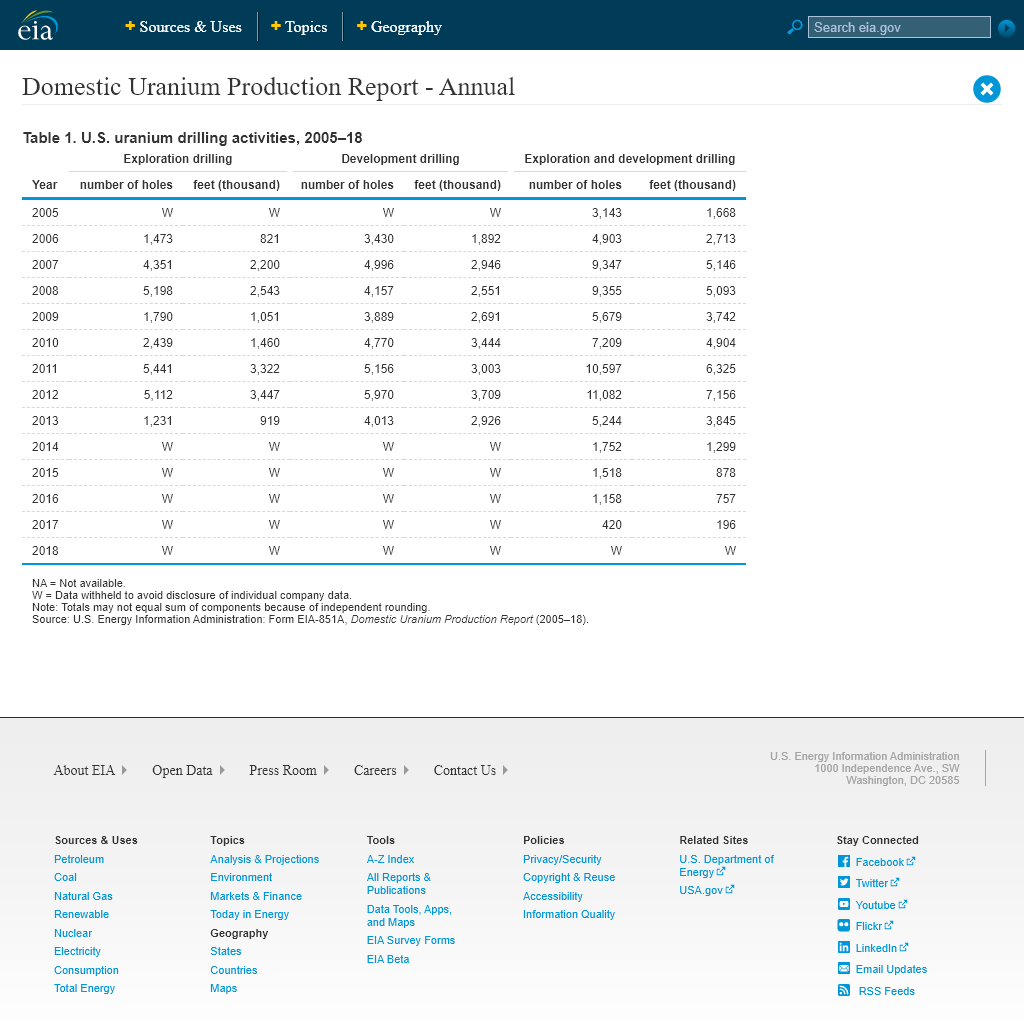 eia
+ Sources & Uses
+ Topics
+ Geography
Search eia.gov
Domestic Uranium Production Report - Annual
Table 1. U.S. uranium drilling activities, 2005–18
Exploration drilling Development drilling Exploration and development drilling
Year number of holes feet (thousand) number of holes feet (thousand) number of holes feet (thousand)
2005 W W W W 3,143 1,668
2006 1,473 821 3,430 1,892 4,903 2,713
2007 4,351 2,200 4,996 2,946 9,347 5,146
2008 5,198 2,543 4,157 2,551 9,355 5,093
2009 1,790 1,051 3,889 2,691 5,679 3,742
2010 2,439 1,460 4,770 3,444 7,209 4,904
2011 5,441 3,322 5,156 3,003 10,597 6,325
2012 5,112 3,447 5,970 3,709 11,082 7,156
2013 1,231 919 4,013 2,926 5,244 3,845
2014 W W W W 1,752 1,299
2015 W W W W 1,518 878
2016 W W W W 1,158 757
2017 W W W W 420 196
2018 W W W W W W
NA = Not available.
W = Data withheld to avoid disclosure of individual company data.
Note: Totals may not equal sum of components because of independent rounding.
Source: U.S. Energy Information Administration: Form EIA-851A, Domestic Uranium Production Report (2005–18).
About EIA
Open Data
Press Room
Careers
Contact Us
U.S. Energy Information Administration
1000 Independence Ave., SW
Washington, DC 20585
Sources & Uses
Petroleum
Coal
Natural Gas
Renewable
Nuclear
Electricity
Consumption
Total Energy
Topics
Analysis & Projections
Environment
Markets & Finance
Today in Energy
Geography
States
Countries
Maps
Tools
A-Z Index
All Reports &
Publications
Data Tools, Apps,
and Maps
EIA Survey Forms
EIA Beta
Policies
Privacy/Security
Copyright & Reuse
Accessibility
Information Quality
Related Sites
U.S. Department of
Energy
USA.gov
Stay Connected
Facebook
Twitter
Youtube
Flickr
LinkedIn
Email Updates
RSS Feeds